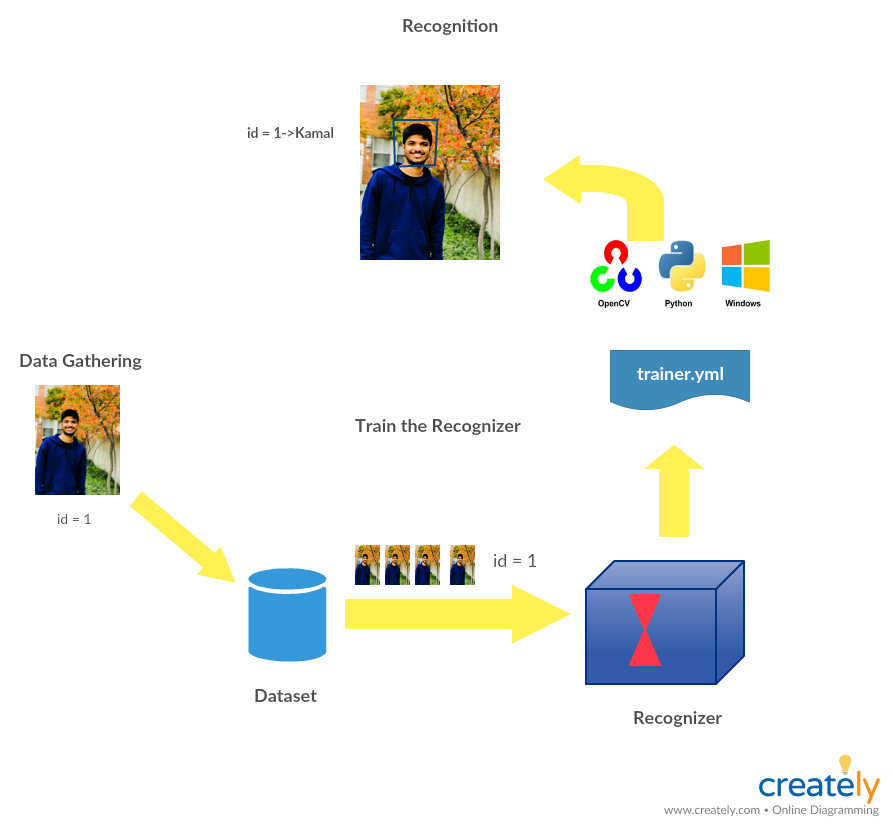 Recognition
id = 1->Kamal
OpenCV
Python
Windows
Data Gathering
trainer.yml
Train the Recognizer
id = 1
id = 1
Dataset
Recognizer
creately
www.creately.com • Online Diagramming